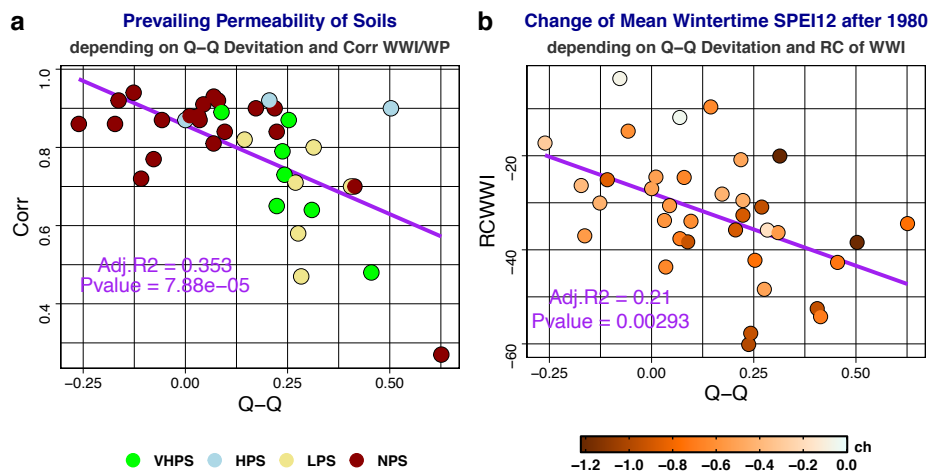 a
Prevailing Permeability of Soils
depending on Q−Q Devitation and Corr WWI/WP
1.0
0.8
0.6
0.4
Corr
Adj.R2 = 0.353
Pvalue = 7.88e−05
−0.25 0.00 0.25 0.50
Q−Q
VHPS HPS LPS NPS
b
Change of Mean Wintertime SPEI12 after 1980
depending on Q−Q Devitation and RC of WWI
−20
−40
−60
RCWWI
Adj.R2 = 0.21
Pvalue = 0.00293
−0.25 0.00 0.25 0.50
Q−Q
ch
−1.2 −1.0 −0.8 −0.6 −0.4 −0.2 0.0